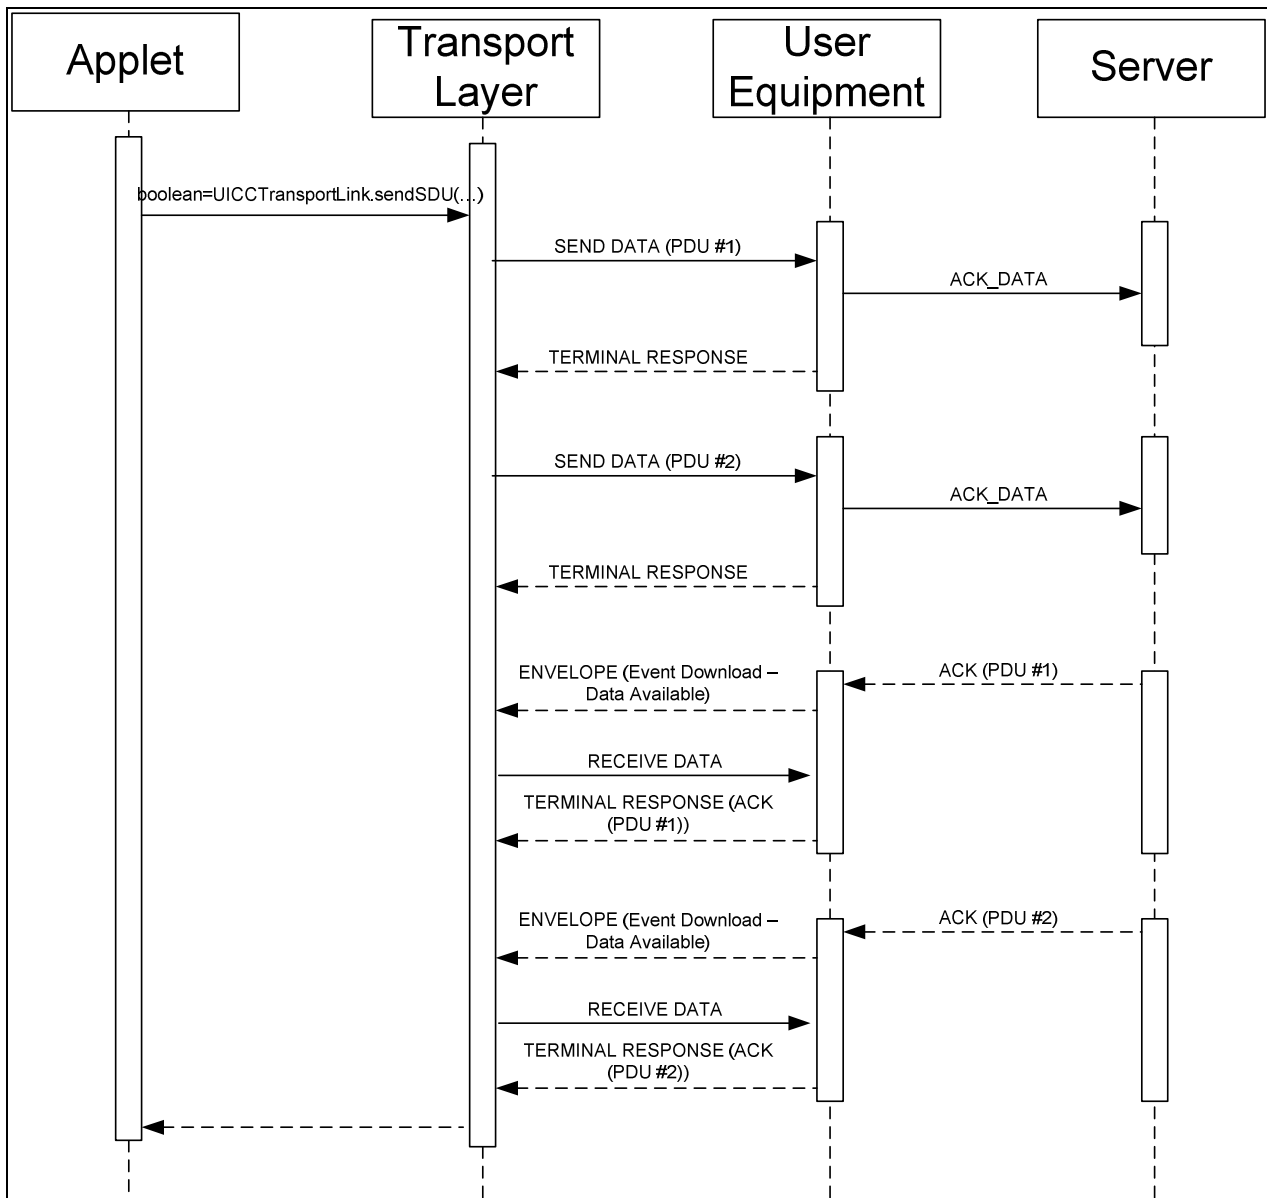 Applet
Transport
Layer
User
Equipment
Server
boolean=UICCTransportLink.sendSDU(...)
SEND DATA (PDU #1)
ACK_DATA
TERMINAL RESPONSE
SEND DATA (PDU #2)
ACK_DATA
TERMINAL RESPONSE
ACK (PDU #1)
ENVELOPE (Event Download –
Data Available)
RECEIVE DATA
TERMINAL RESPONSE (ACK
(PDU #1))
ACK (PDU #2)
ENVELOPE (Event Download –
Data Available)
RECEIVE DATA
TERMINAL RESPONSE (ACK
(PDU #2))